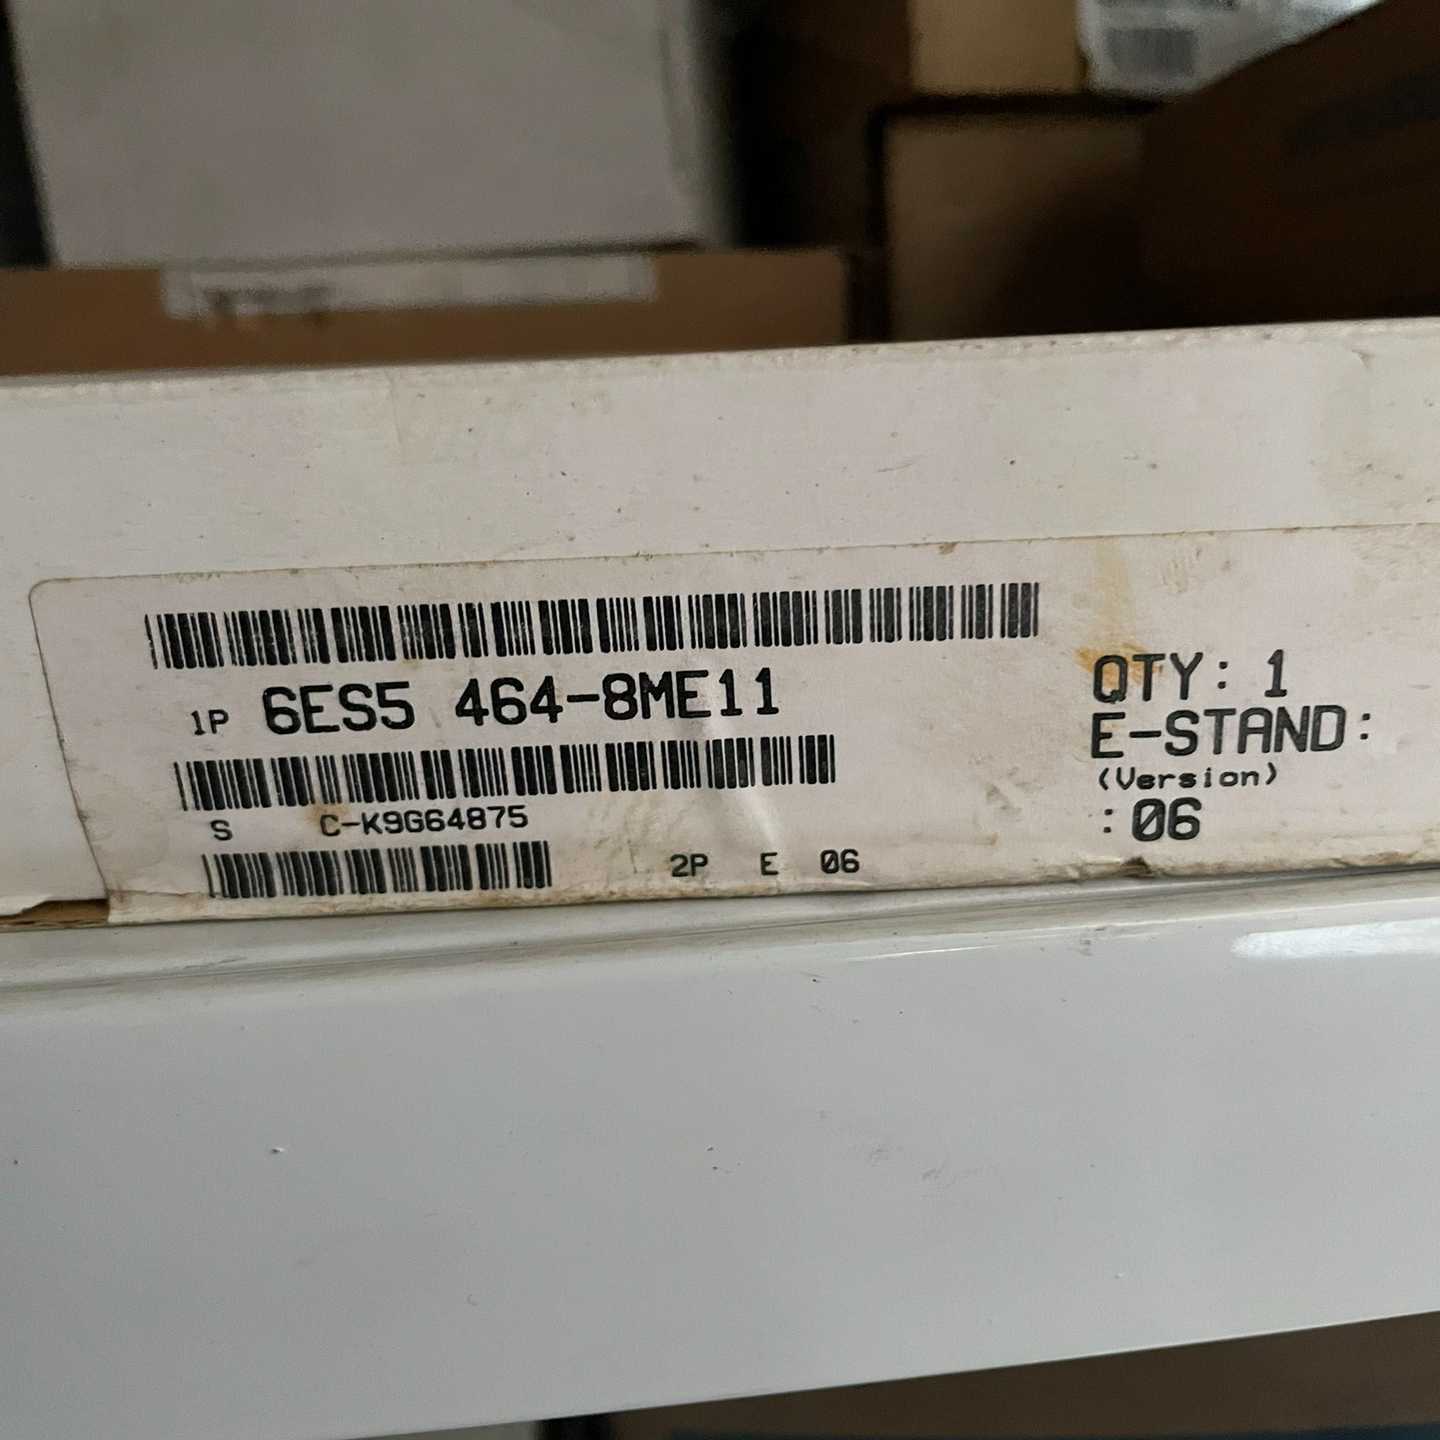 1P 6ES5 464-8ME11
S C-K9G64875
2P E 06
QTY: 1
E-STAND:
(Version)
:06